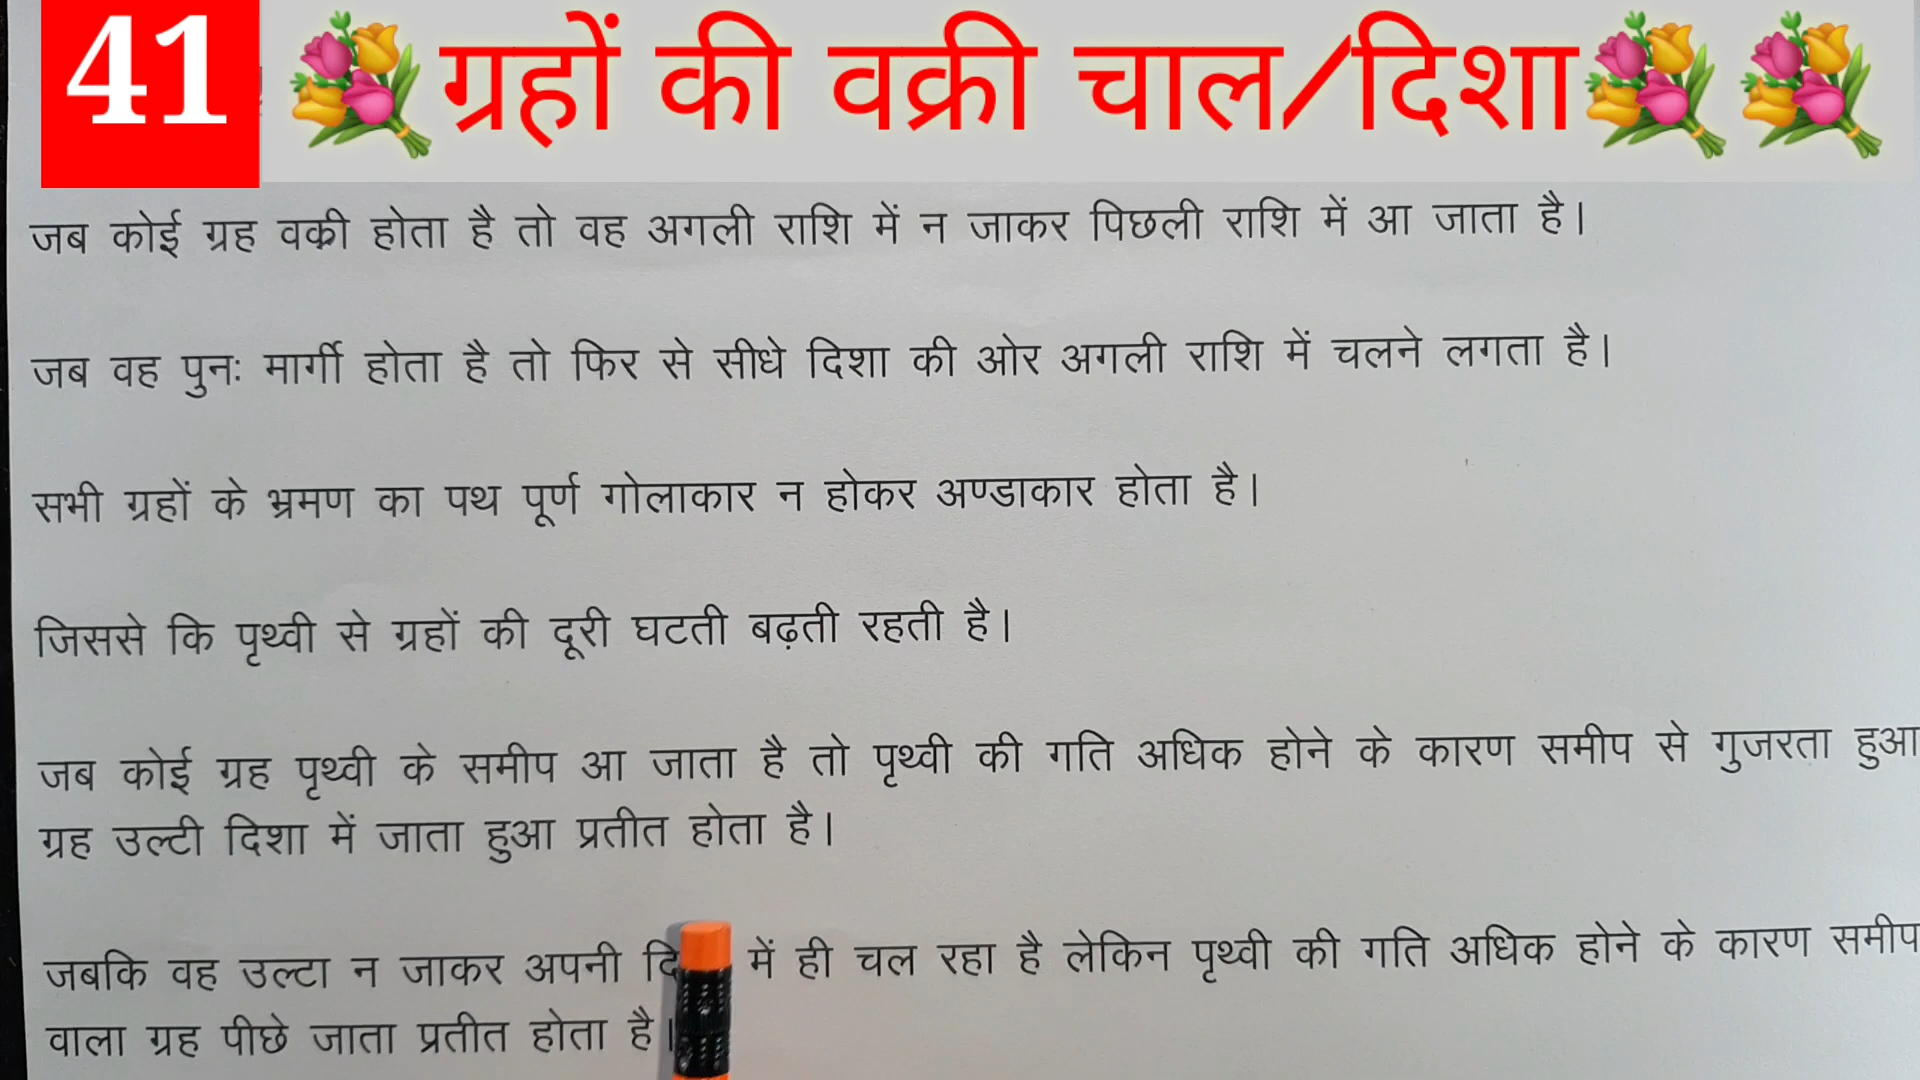 41
ग्रहों की वक्री चाल/दिशा
जब कोई ग्रह वक्री होता है तो वह अगली राशि में न जाकर पिछली राशि में आ जाता है।
जब वह पुनः मार्गी होता है तो फिर से सीधे दिशा की ओर अगली राशि में चलने लगता है।
सभी ग्रहों के भ्रमण का पथ पूर्ण गोलाकार न होकर अण्डाकार होता है।
जिससे कि पृथ्वी से ग्रहों की दूरी घटती बढ़ती रहती है।
जब कोई ग्रह पृथ्वी के समीप आ जाता है तो पृथ्वी की गति अधिक होने के कारण समीप से गुजरता हुआ
ग्रह उल्टी दिशा में जाता हुआ प्रतीत होता है।
जबकि वह उल्टा न जाकर अपनी में ही चल रहा है लेकिन पृथ्वी की गति अधिक होने के कारण समीप
वाला ग्रह पीछे जाता प्रतीत होता है।